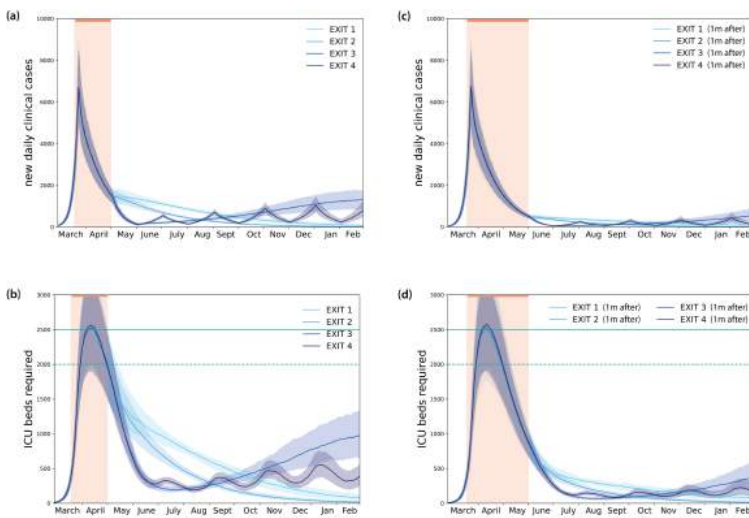 (a)
new daily clinical cases
10000
8000
6000
4000
2000
0
EXIT 1
EXIT 2
EXIT 3
EXIT 4
March April May June July Aug Sept Oct Nov Dec Jan Feb
(c)
new daily clinical cases
10000
8000
6000
4000
2000
0
EXIT 1 (1m after)
EXIT 2 (1m after)
EXIT 3 (1m after)
EXIT 4 (1m after)
March April May June July Aug Sept Oct Nov Dec Jan Feb
(b)
ICU beds required
3000
2500
2000
1500
1000
500
0
EXIT 1
EXIT 2
EXIT 3
EXIT 4
March April May June July Aug Sept Oct Nov Dec Jan Feb
(d)
ICU beds required
3000
2500
2000
1500
1000
500
0
EXIT 1 (1m after) EXIT 3 (1m after)
EXIT 2 (1m after) EXIT 4 (1m after)
March April May June July Aug Sept Oct Nov Dec Jan Feb